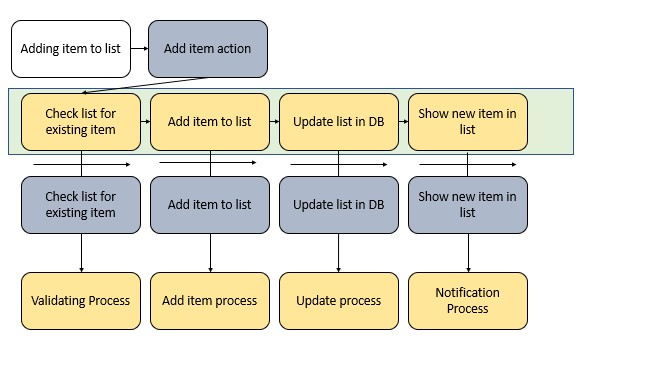 Adding item to list
Add item action
Check list for
existing item
Add item to list
Update list in DB
Show new item in
list
Check list for
existing item
Add item to list
Update list in DB
Show new item in
list
Validating Process
Add item process
Update process
Notification
Process